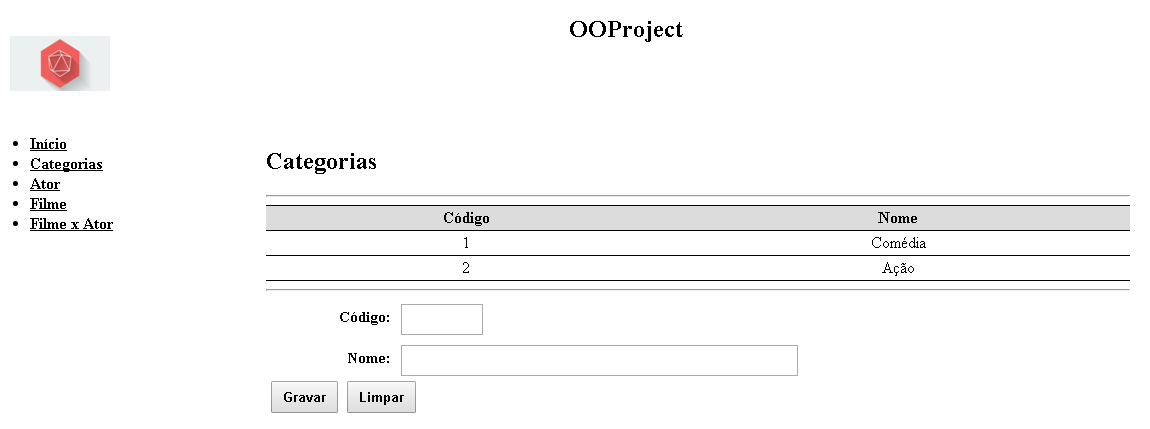 OOProject
Início
Categorias
Ator
Filme
Filme x Ator
Categorias
Código Nome
1 Comédia
2 Ação
Código:
Nome:
Gravar Limpar